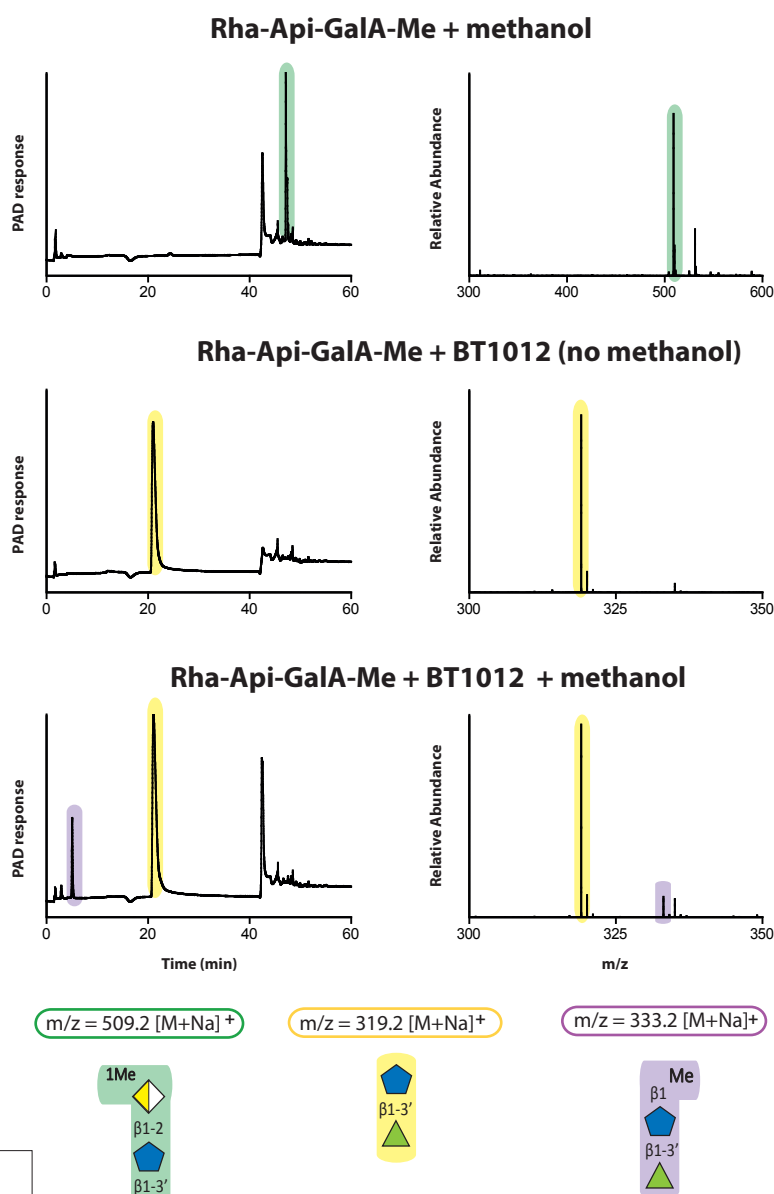 Rha-Api-GalA-Me + methanol
PAD response
0 20 40 60
Relative Abundance
300 400 500 600
Rha-Api-GalA-Me + BT1012 (no methanol)
PAD response
0 20 40 60
Relative Abundance
300 325 350
Rha-Api-GalA-Me + BT1012 + methanol
PAD response
0 20 40 60
Time (min)
Relative Abundance
300 325 350
m/z
m/z = 509.2 [M+Na]+
m/z = 319.2 [M+Na]+
m/z = 333.2 [M+Na]+
1Me
β1-2
β1-3′
β1-3′
Me
β1
β1-3′